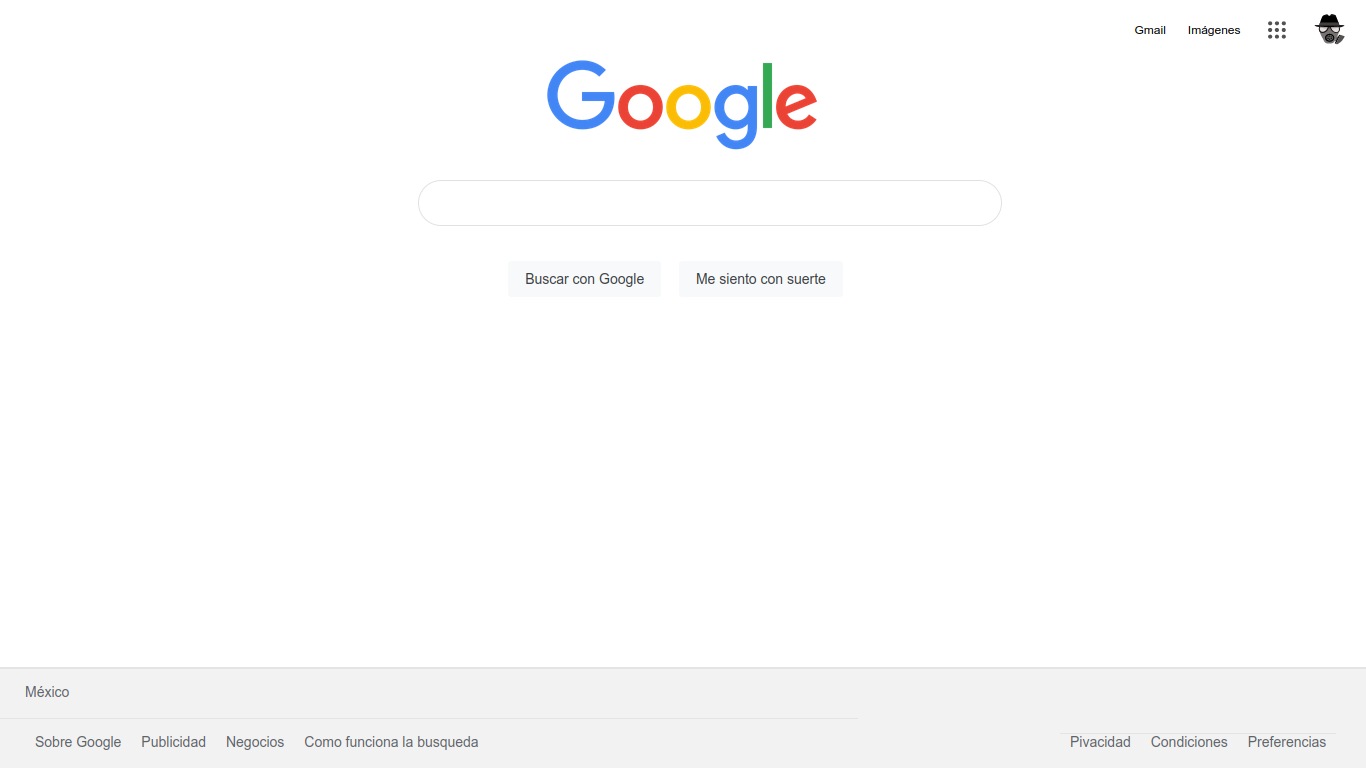 Gmail Imágenes
Google
Buscar con Google Me siento con suerte
México
Sobre Google Publicidad Negocios Como funciona la busqueda Pivacidad Condiciones Preferencias